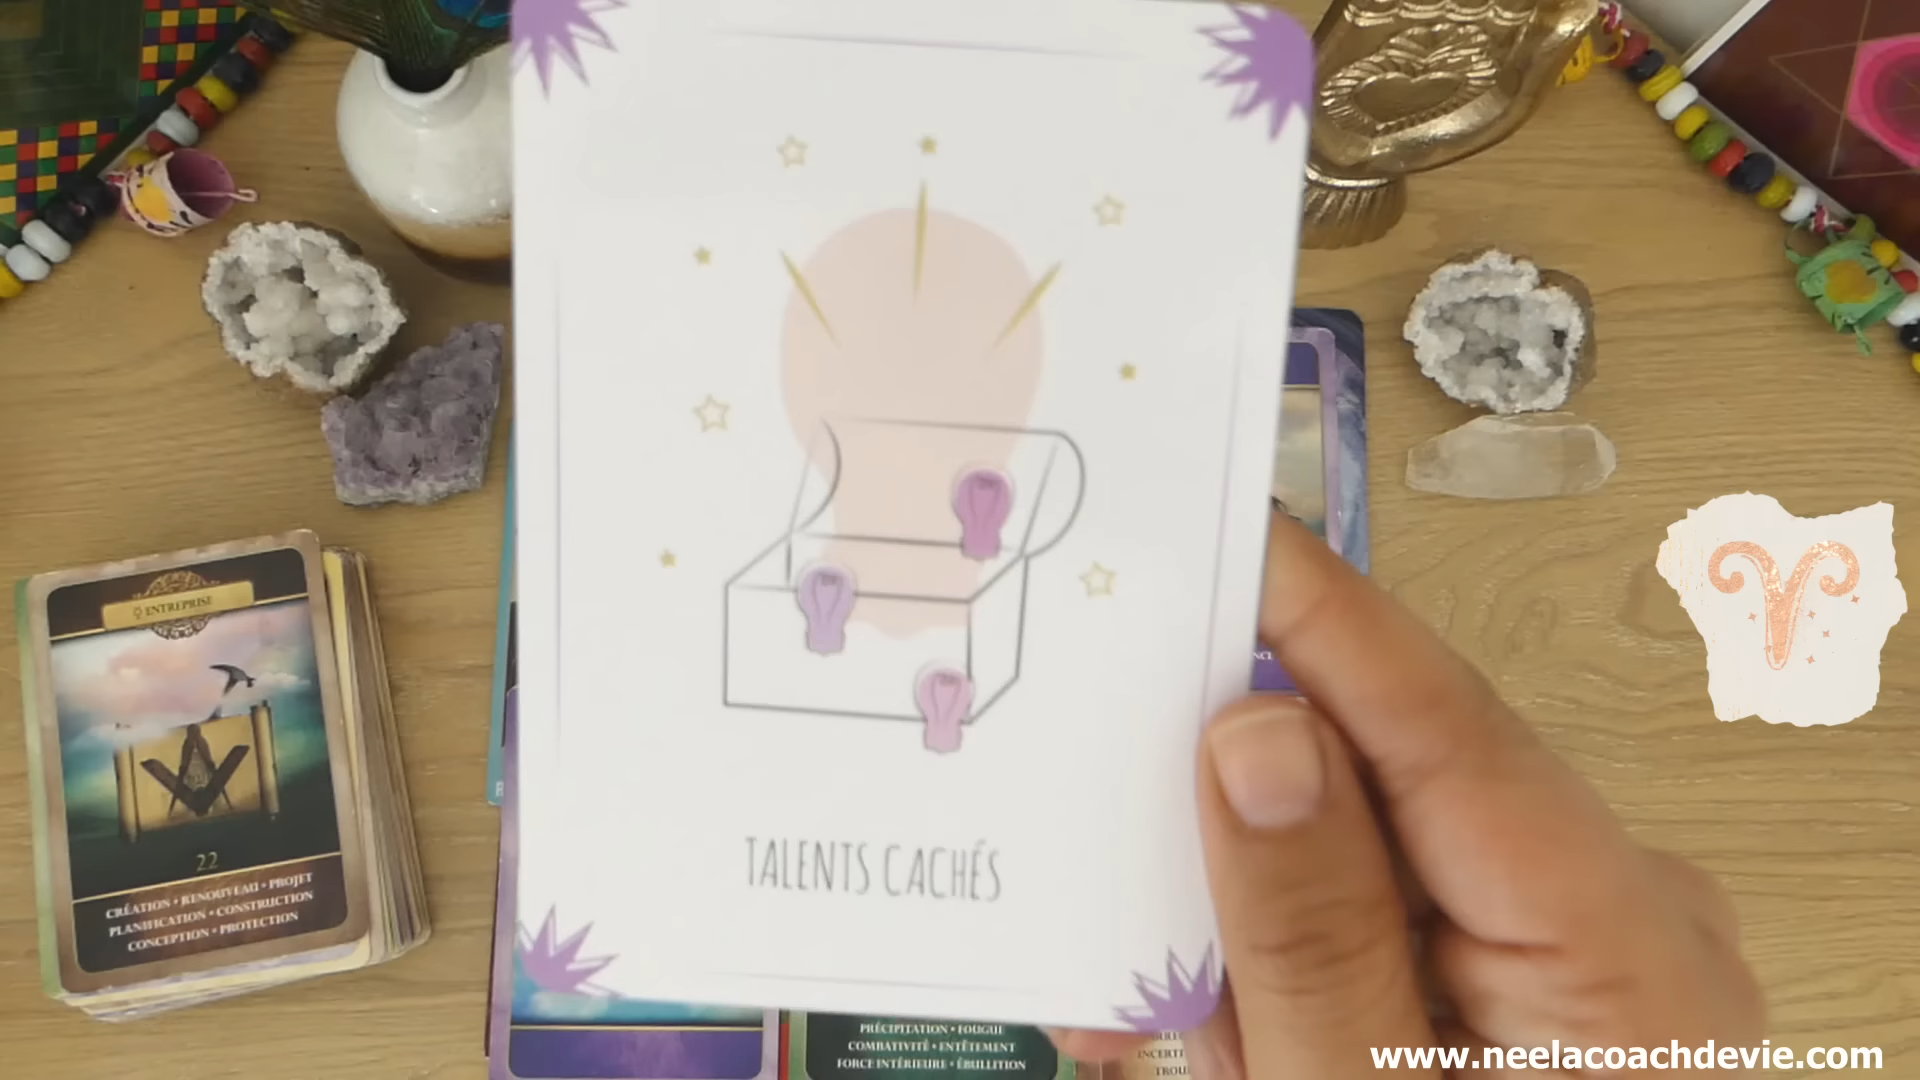 TALENTS CACHÉS
ENTREPRISE
22
CRÉATION • RENOUVEAU • PROJET
PLANIFICATION • CONSTRUCTION
CONCEPTION • PROTECTION
PRÉCIPITATION • FOUGUE
COMBATIVITÉ • ENTÊTEMENT
FORCE INTÉRIEURE • ÉBULLITION
www.neelacoachdevie.com